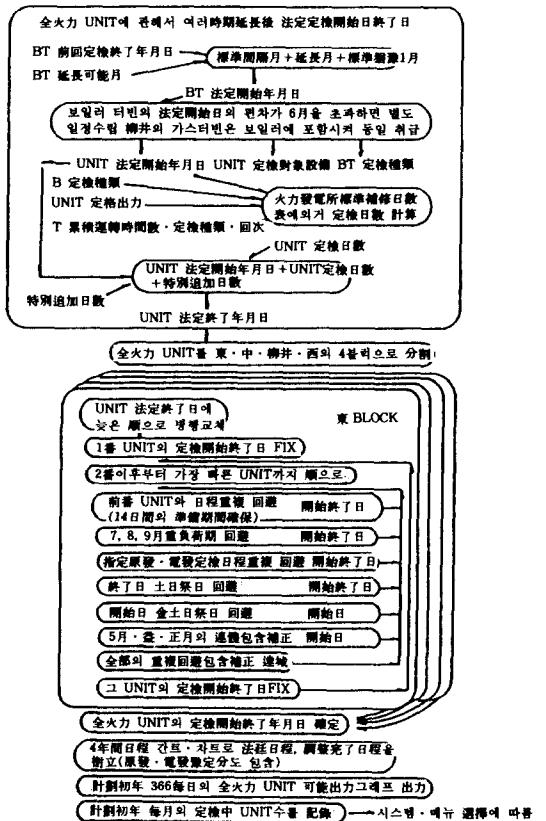 全火力 UNIT에 관해서 여러時期延長後 法定定檢開始日終了日
BT 前回定檢終了年月日
標準間隔月+延長月+標準猶豫1月
BT 延長可能月
BT 法定開始年月日
보일러 터빈의 法定開始日의 편차가 6月을 초과하면 별도
일정수립 柳井의 가스터빈은 보일러에 포함시켜 동일 취급
UNIT 法定開始年月日 UNIT 定檢對象設備 BT 定檢種類
B 定檢種類
UNIT 定格出力
火力發電所標準補修日數
表에의거 定檢日數 計算
T 累積運轉時間數·定檢種類·回次
UNIT 定檢日數
UNIT 法定開始年月日+UNIT定檢日數
+特別追加日數
特別追加日數
UNIT 法定終了年月日
全火力 UNIT를 東·中·柳井·西의 4블럭으로 分割
UNIT 法定終了日에
늦은 順으로 병행교체
東 BLOCK
1番 UNIT의 定檢開始終了日 FIX
2番이후부터 가장 빠른 UNIT까지 順으로
前番 UNIT와 日程重複 回避
(14日間의 準備期間確保)
開始終了日
7, 8, 9月重負荷期 回避 開始終了日
指定原發·電發定檢日程重複 回避 開始終了日
終了日 土日祭日 回避 開始終了日
開始日 金土日祭日 回避 開始日
5月·盆·正月의 連携包含補正 開始日
全部의 重複回避包含補正 達城
그 UNIT의 定檢開始終了日FIX
全火力 UNIT의 定檢開始終了年月日 確定
4年間日程 간트·차트로 法廷日程, 調整完了日程을
樹立(原發·電發豫定分도 包含)
計劃初年 366每日의 全火力 UNIT 可能出力그래프 出力
計劃初年 每月의 定檢中 UNIT수를 記錄
시스템·메뉴 選擇에 따름